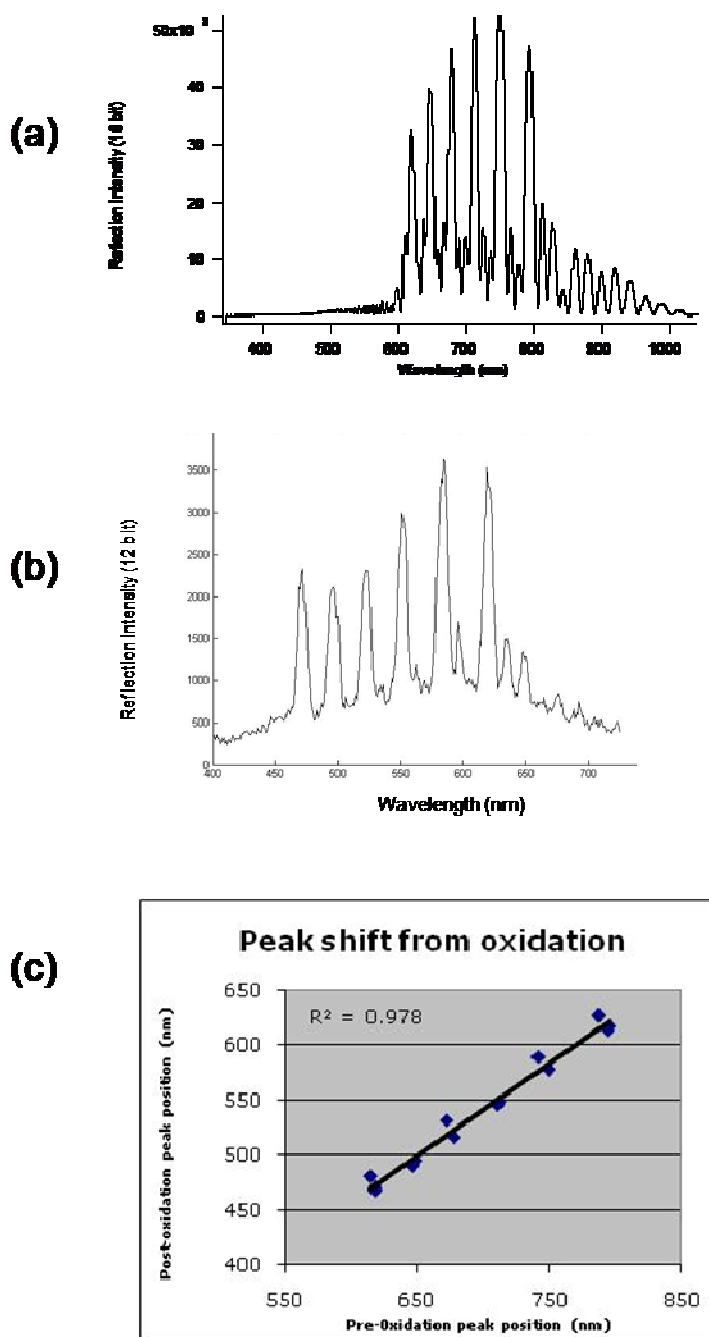 (a)
Reflection Intensity (16 bit)
50x10 3
40
30
20
10
0
400 500 600 700 800 900 1000
Wavelength (nm)
(b)
Reflection Intensity (12 bit)
3500
3000
2500
2000
1500
1000
500
0
400 450 500 550 600 650 700
Wavelength (nm)
(c)
Peak shift from oxidation
Post-oxidation peak position (nm)
650
600
550
500
450
400
R² = 0.978
550 650 750 850
Pre-Oxidation peak position (nm)